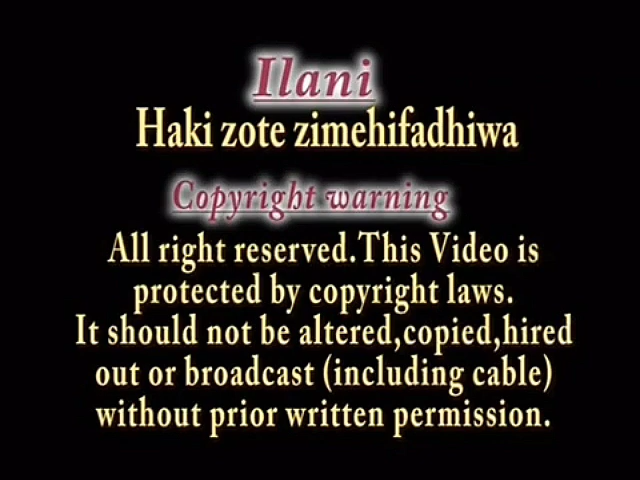 Ilani
Haki zote zimehifadhiwa
Copyright warning
All right reserved.This Video is
protected by copyright laws.
It should not be altered,copied,hired
out or broadcast (including cable)
without prior written permission.